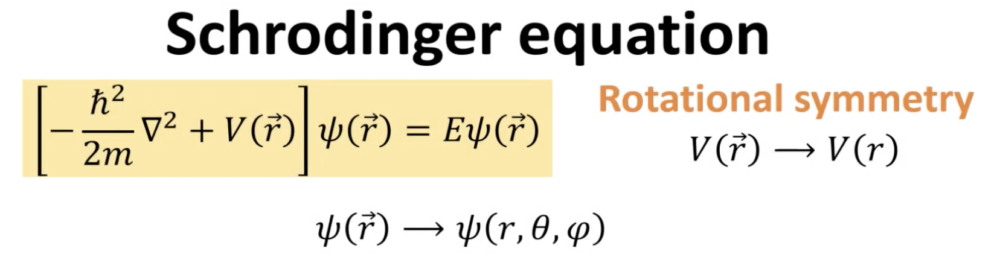 Schrodinger equation
[-ℏ²/2m ∇² + V(r⃗)] ψ(r⃗) = Eψ(r⃗)
Rotational symmetry
V(r⃗) ⟶ V(r)
ψ(r⃗) ⟶ ψ(r, θ, φ)